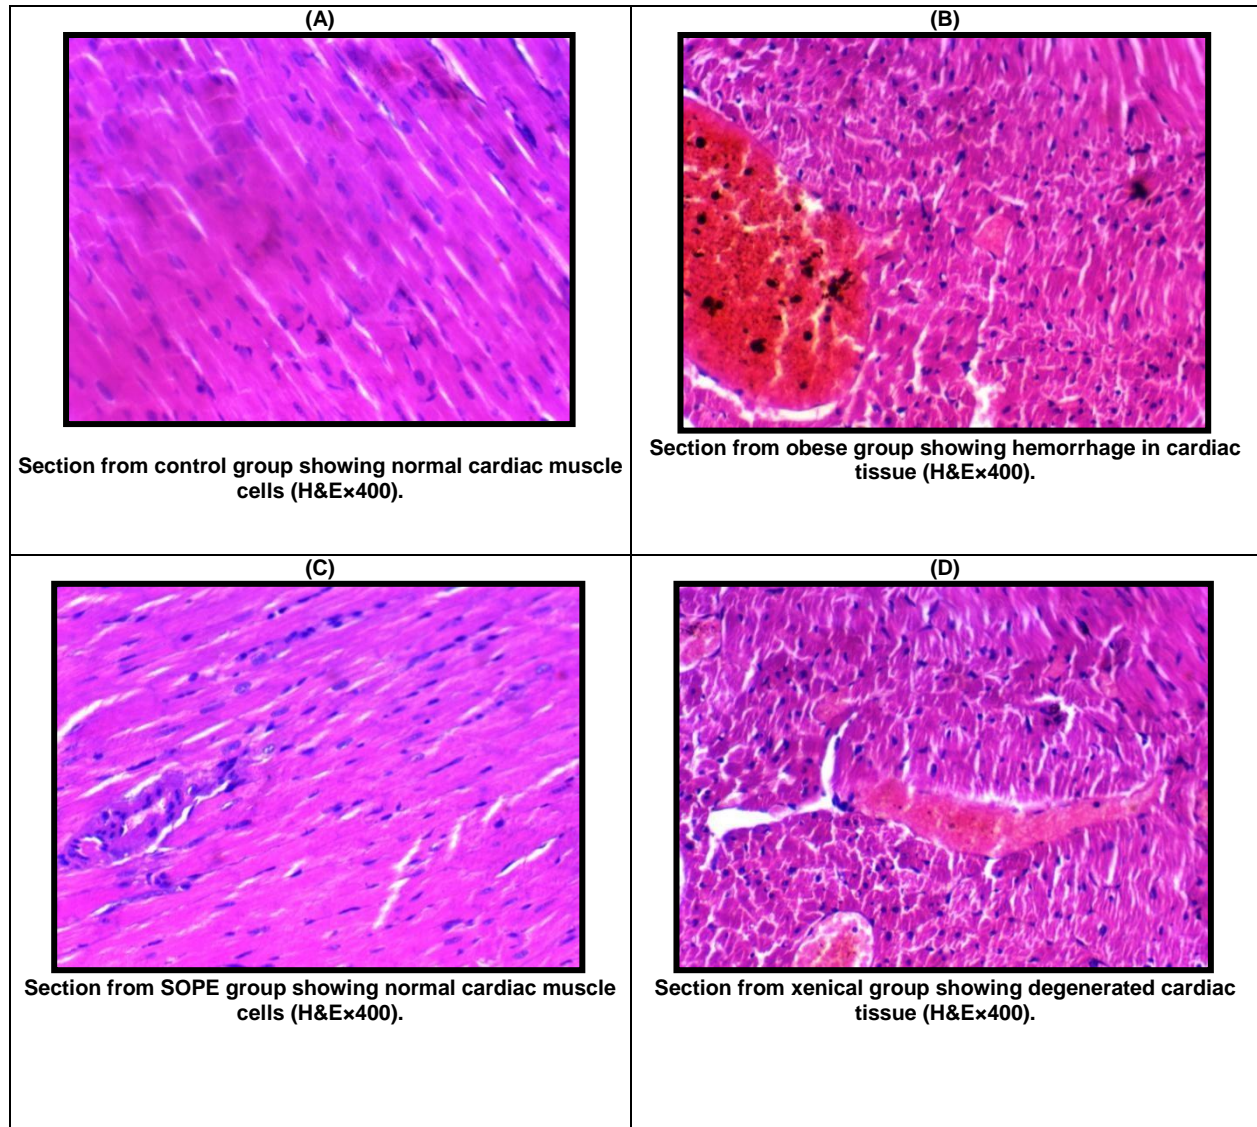 (A)
Section from control group showing normal cardiac muscle
cells (H&E×400).
(B)
Section from obese group showing hemorrhage in cardiac
tissue (H&E×400).
(C)
Section from SOPE group showing normal cardiac muscle
cells (H&E×400).
(D)
Section from xenical group showing degenerated cardiac
tissue (H&E×400).